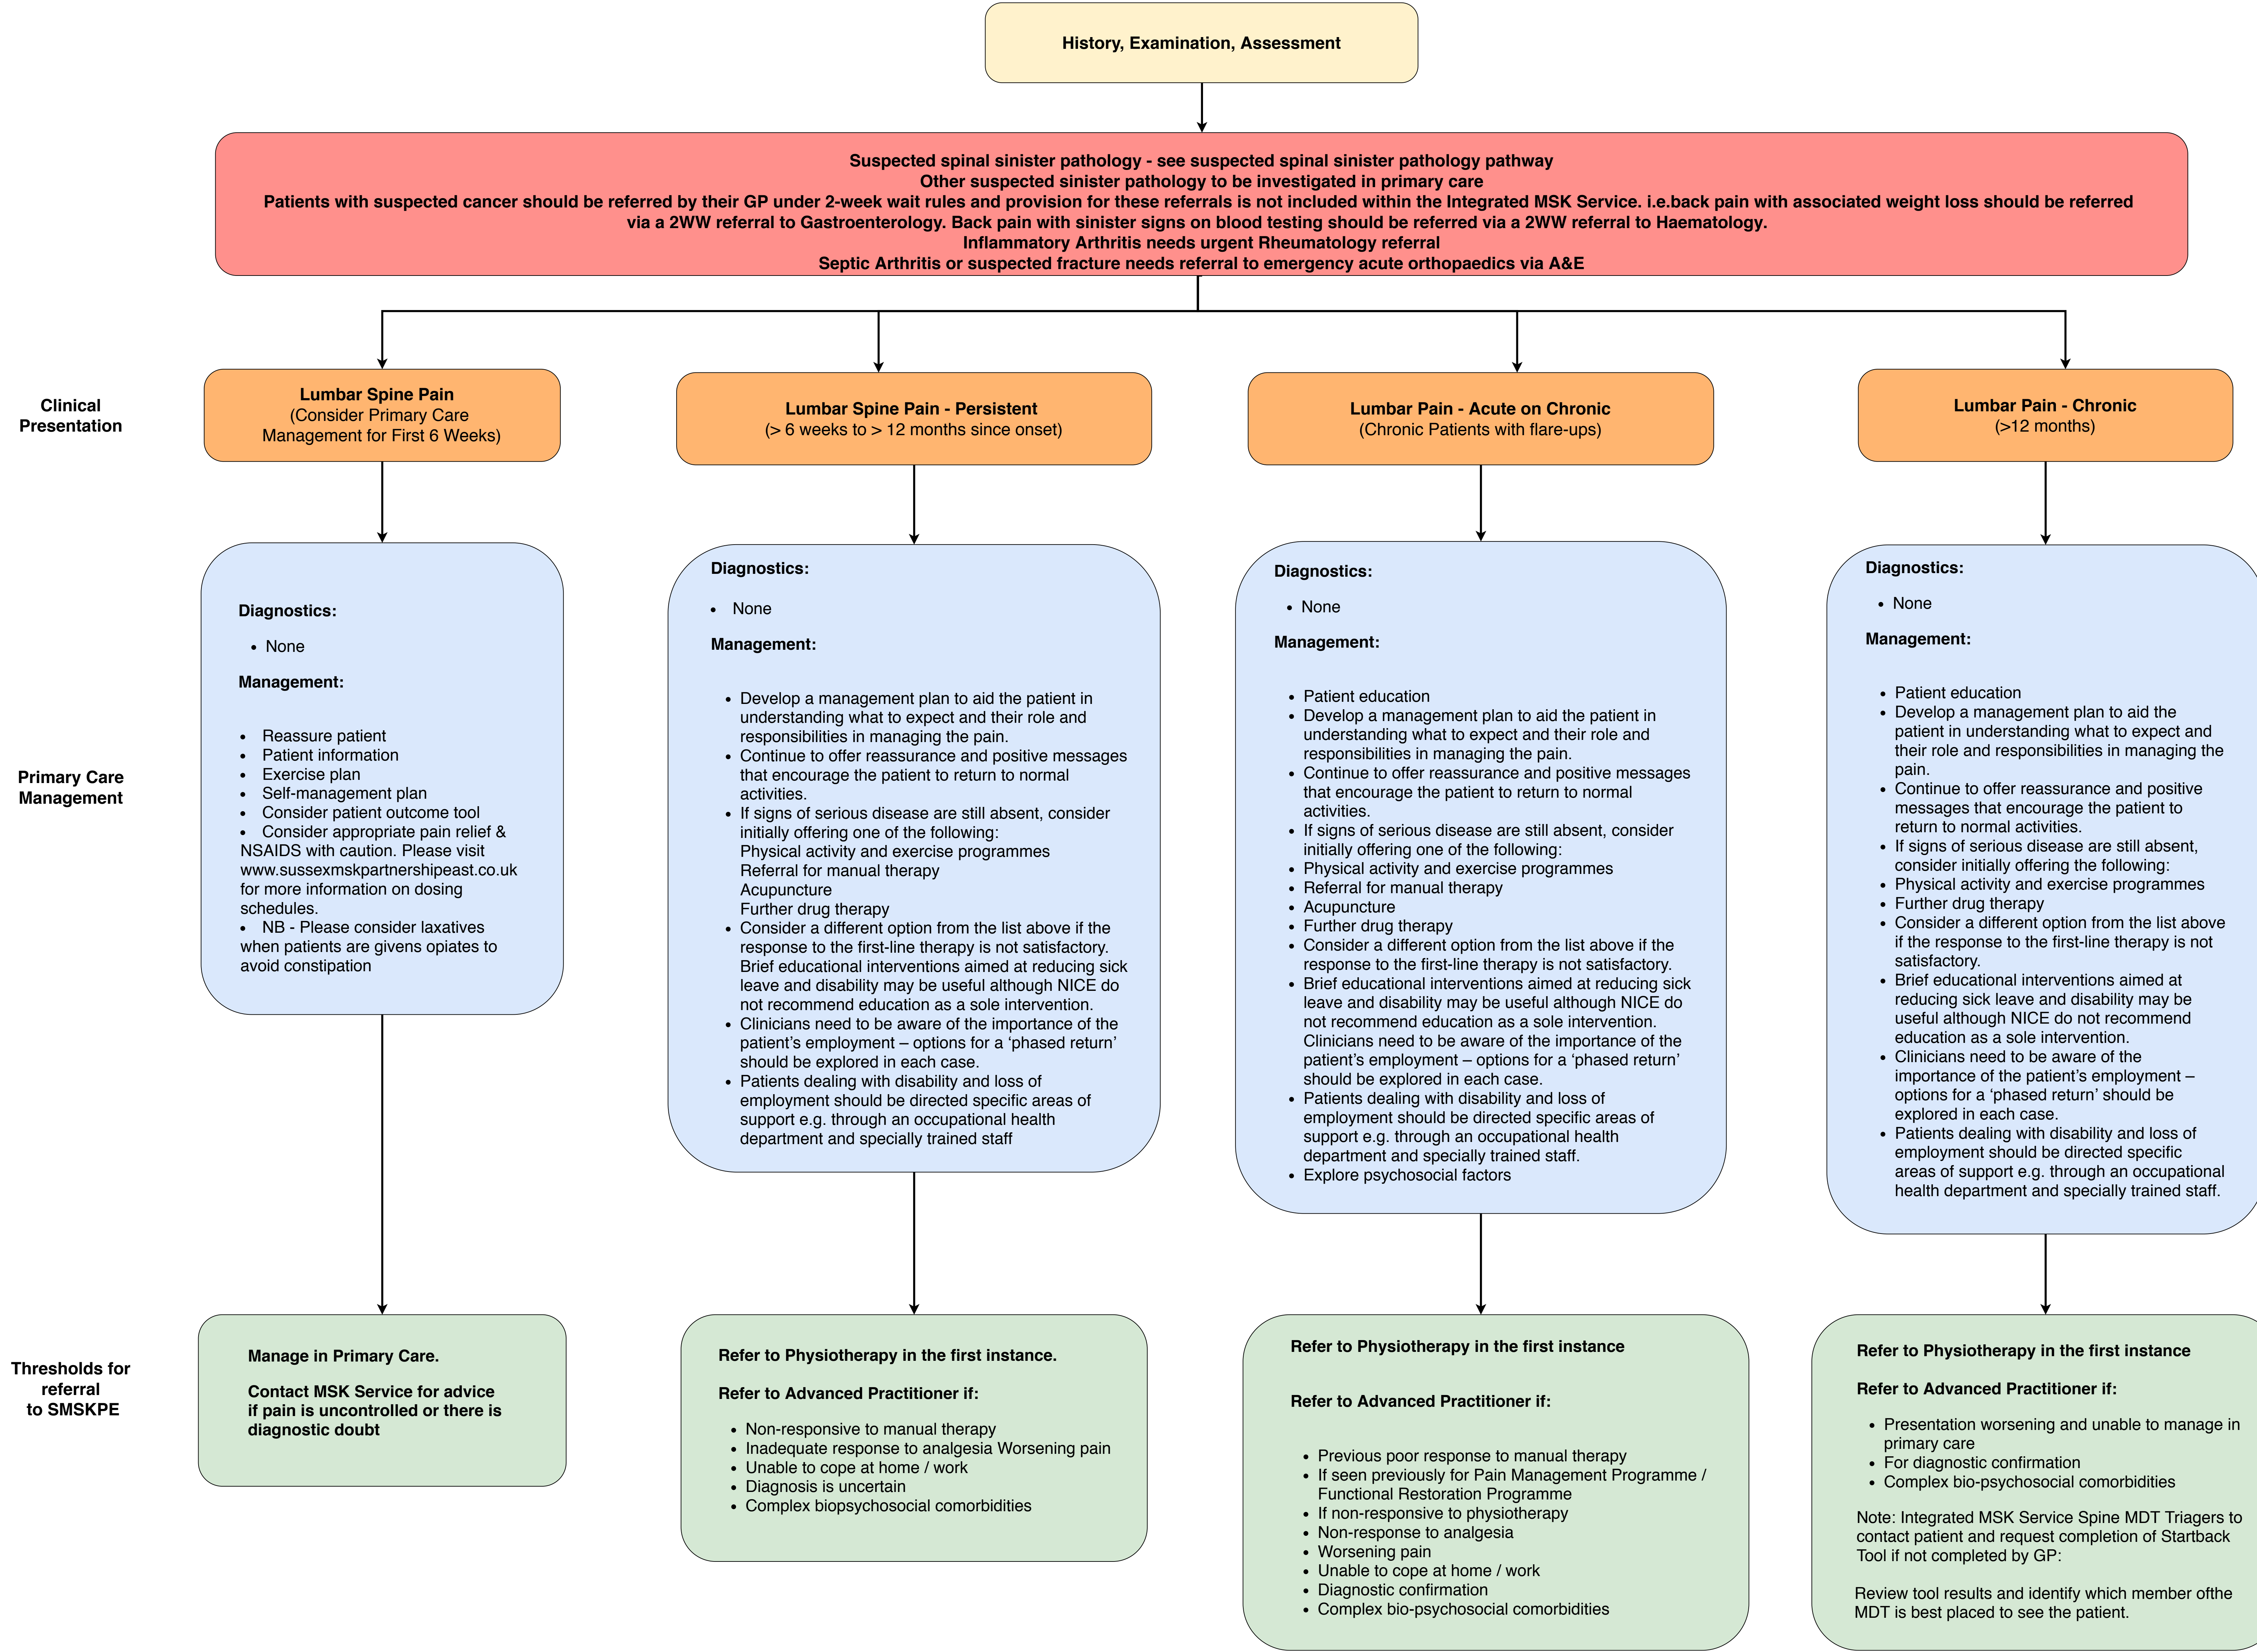 History, Examination, Assessment
Suspected spinal sinister pathology - see suspected spinal sinister pathology pathway
Other suspected sinister pathology to be investigated in primary care
Patients with suspected cancer should be referred by their GP under 2-week wait rules and provision for these referrals is not included within the Integrated MSK Service. i.e.back pain with associated weight loss should be referred
via a 2WW referral to Gastroenterology. Back pain with sinister signs on blood testing should be referred via a 2WW referral to Haematology.
Inflammatory Arthritis needs urgent Rheumatology referral
Septic Arthritis or suspected fracture needs referral to emergency acute orthopaedics via A&E
Clinical
Presentation
Lumbar Spine Pain
(Consider Primary Care
Management for First 6 Weeks)
Lumbar Spine Pain - Persistent
(> 6 weeks to > 12 months since onset)
Lumbar Pain - Acute on Chronic
(Chronic Patients with flare-ups)
Lumbar Pain - Chronic
(>12 months)
Primary Care
Management
Diagnostics:
• None
Management:
• Reassure patient
• Patient information
• Exercise plan
• Self-management plan
• Consider patient outcome tool
• Consider appropriate pain relief &
NSAIDS with caution. Please visit
www.sussexmskpartnershipeast.co.uk
for more information on dosing
schedules.
• NB - Please consider laxatives
when patients are givens opiates to
avoid constipation
Diagnostics:
• None
Management:
• Develop a management plan to aid the patient in
understanding what to expect and their role and
responsibilities in managing the pain.
• Continue to offer reassurance and positive messages
that encourage the patient to return to normal
activities.
• If signs of serious disease are still absent, consider
initially offering one of the following:
Physical activity and exercise programmes
Referral for manual therapy
Acupuncture
Further drug therapy
• Consider a different option from the list above if the
response to the first-line therapy is not satisfactory.
Brief educational interventions aimed at reducing sick
leave and disability may be useful although NICE do
not recommend education as a sole intervention.
• Clinicians need to be aware of the importance of the
patient’s employment – options for a ‘phased return’
should be explored in each case.
• Patients dealing with disability and loss of
employment should be directed specific areas of
support e.g. through an occupational health
department and specially trained staff
Diagnostics:
• None
Management:
• Patient education
• Develop a management plan to aid the patient in
understanding what to expect and their role and
responsibilities in managing the pain.
• Continue to offer reassurance and positive messages
that encourage the patient to return to normal
activities.
• If signs of serious disease are still absent, consider
initially offering one of the following:
• Physical activity and exercise programmes
• Referral for manual therapy
• Acupuncture
• Further drug therapy
• Consider a different option from the list above if the
response to the first-line therapy is not satisfactory.
• Brief educational interventions aimed at reducing sick
leave and disability may be useful although NICE do
not recommend education as a sole intervention.
Clinicians need to be aware of the importance of the
patient’s employment – options for a ‘phased return’
should be explored in each case.
• Patients dealing with disability and loss of
employment should be directed specific areas of
support e.g. through an occupational health
department and specially trained staff.
• Explore psychosocial factors
Diagnostics:
• None
Management:
• Patient education
• Develop a management plan to aid the
patient in understanding what to expect and
their role and responsibilities in managing the
pain.
• Continue to offer reassurance and positive
messages that encourage the patient to
return to normal activities.
• If signs of serious disease are still absent,
consider initially offering the following:
• Physical activity and exercise programmes
• Further drug therapy
• Consider a different option from the list above
if the response to the first-line therapy is not
satisfactory.
• Brief educational interventions aimed at
reducing sick leave and disability may be
useful although NICE do not recommend
education as a sole intervention.
• Clinicians need to be aware of the
importance of the patient’s employment –
options for a ‘phased return’ should be
explored in each case.
• Patients dealing with disability and loss of
employment should be directed specific
areas of support e.g. through an occupational
health department and specially trained staff.
Thresholds for
referral
to SMSKPE
Manage in Primary Care.
Contact MSK Service for advice
if pain is uncontrolled or there is
diagnostic doubt
Refer to Physiotherapy in the first instance.
Refer to Advanced Practitioner if:
• Non-responsive to manual therapy
• Inadequate response to analgesia Worsening pain
• Unable to cope at home / work
• Diagnosis is uncertain
• Complex biopsychosocial comorbidities
Refer to Physiotherapy in the first instance
Refer to Advanced Practitioner if:
• Previous poor response to manual therapy
• If seen previously for Pain Management Programme /
Functional Restoration Programme
• If non-responsive to physiotherapy
• Non-response to analgesia
• Worsening pain
• Unable to cope at home / work
• Diagnostic confirmation
• Complex bio-psychosocial comorbidities
Refer to Physiotherapy in the first instance
Refer to Advanced Practitioner if:
• Presentation worsening and unable to manage in
primary care
• For diagnostic confirmation
• Complex bio-psychosocial comorbidities
Note: Integrated MSK Service Spine MDT Triagers to
contact patient and request completion of Startback
Tool if not completed by GP:
Review tool results and identify which member ofthe
MDT is best placed to see the patient.